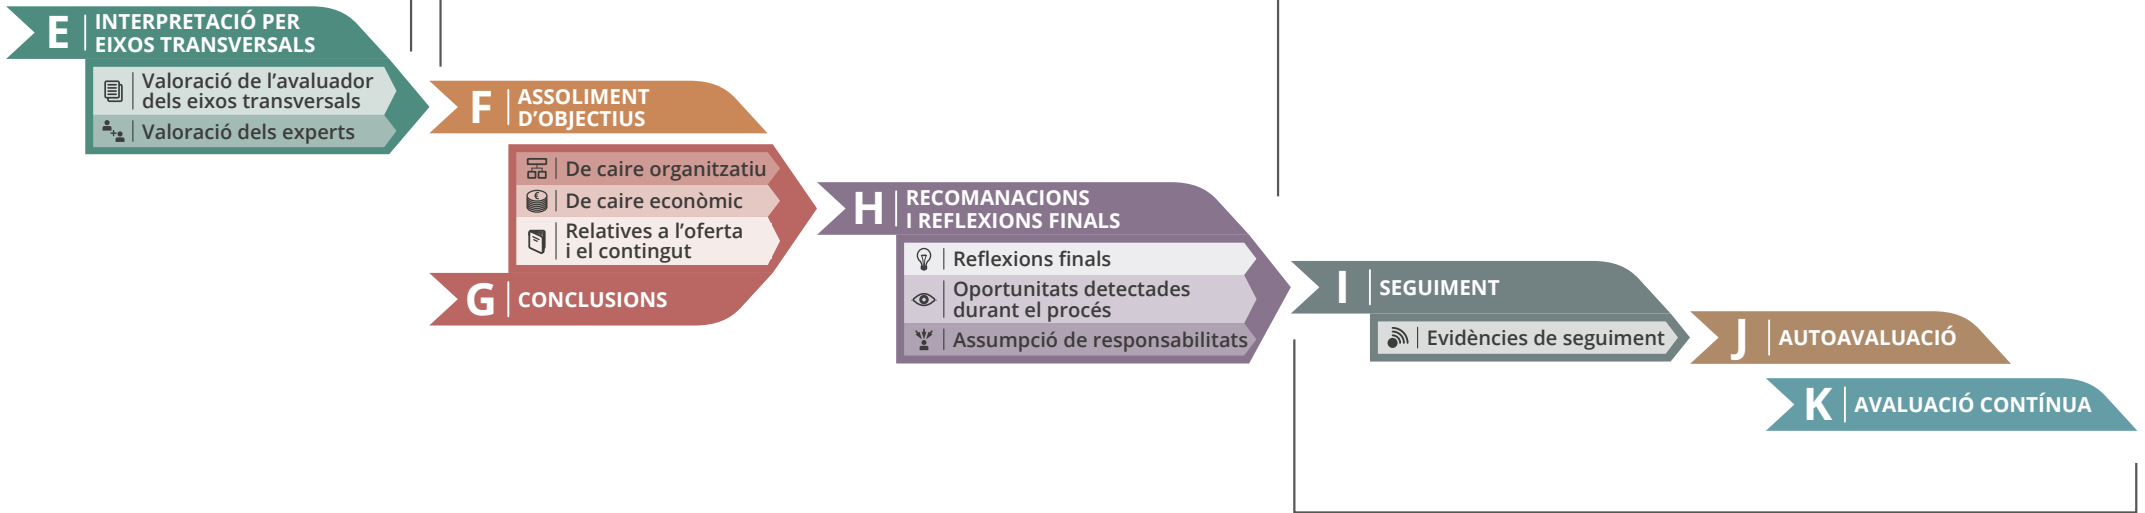 E
INTERPRETACIÓ PER
EIXOS TRANSVERSALS
Valoració de l’avaluador
dels eixos transversals
Valoració dels experts
F
ASSOLIMENT
D’OBJECTIUS
De caire organitzatiu
De caire econòmic
Relatives a l’oferta
i el contingut
G
CONCLUSIONS
H
RECOMANACIONS
I REFLEXIONS FINALS
Reflexions finals
Oportunitats detectades
durant el procés
Assumpció de responsabilitats
I
SEGUIMENT
Evidències de seguiment
J
AUTOAVALUACIÓ
K
AVALUACIÓ CONTÍNUA